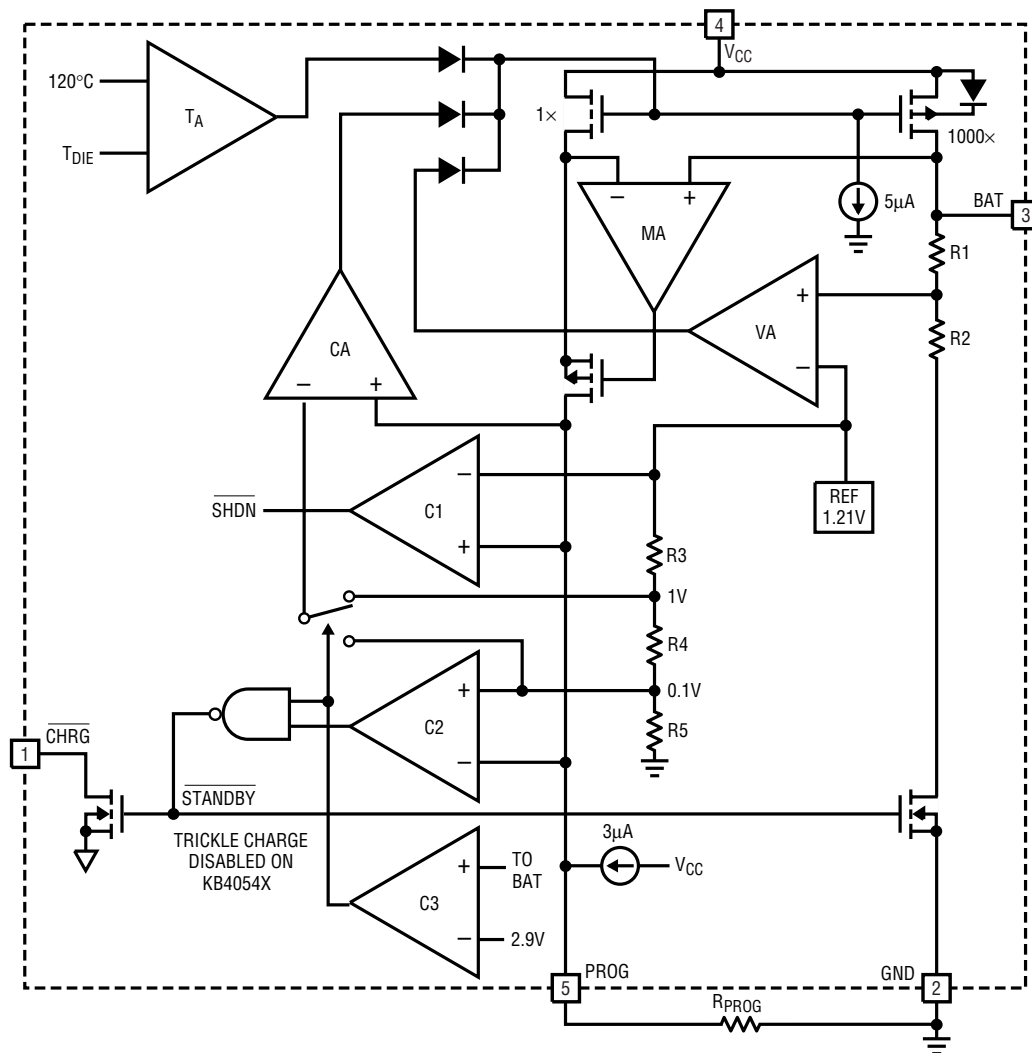 4
VCC
120°C
TA
TDIE
1×
1000×
5µA
BAT
3
– +
MA
R1
+
VA
–
R2
CA
– +
REF
1.21V
–
SHDN
C1
+
R3
1V
R4
+
0.1V
C2
R5
–
CHRG
1
STANDBY
TRICKLE CHARGE
DISABLED ON
KB4054X
3µA
VCC
+
TO
BAT
C3
–
2.9V
PROG
5
GND
2
RPROG